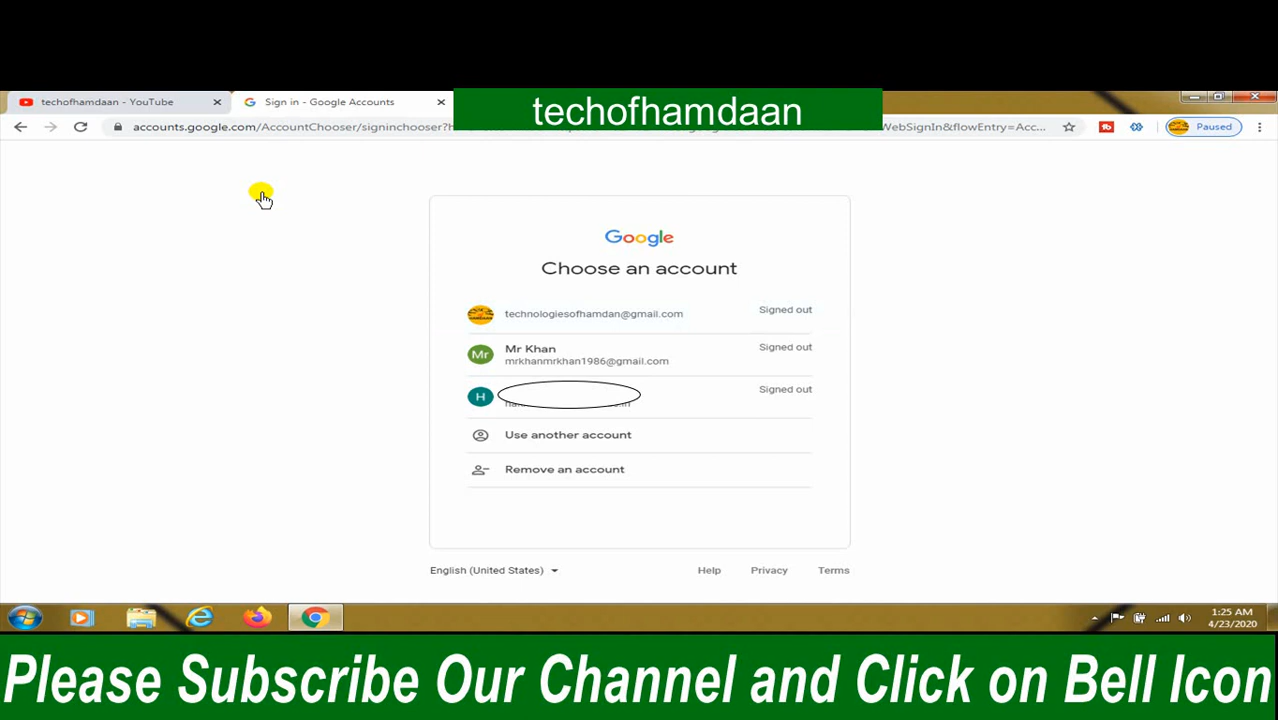 techofhamdaan - YouTube
Sign in - Google Accounts
techofhamdaan
accounts.google.com/AccountChooser/signinchooser?h
WebSignIn&flowEntry=Acc...
Paused
Google
Choose an account
technologiesofhamdan@gmail.com
Signed out
Mr
Mr Khan
Signed out
mrkhanmrkhan1986@gmail.com
H
Signed out
Use another account
Remove an account
English (United States)
Help
Privacy
Terms
1:25 AM
4/23/2020
Please Subscribe Our Channel and Click on Bell Icon